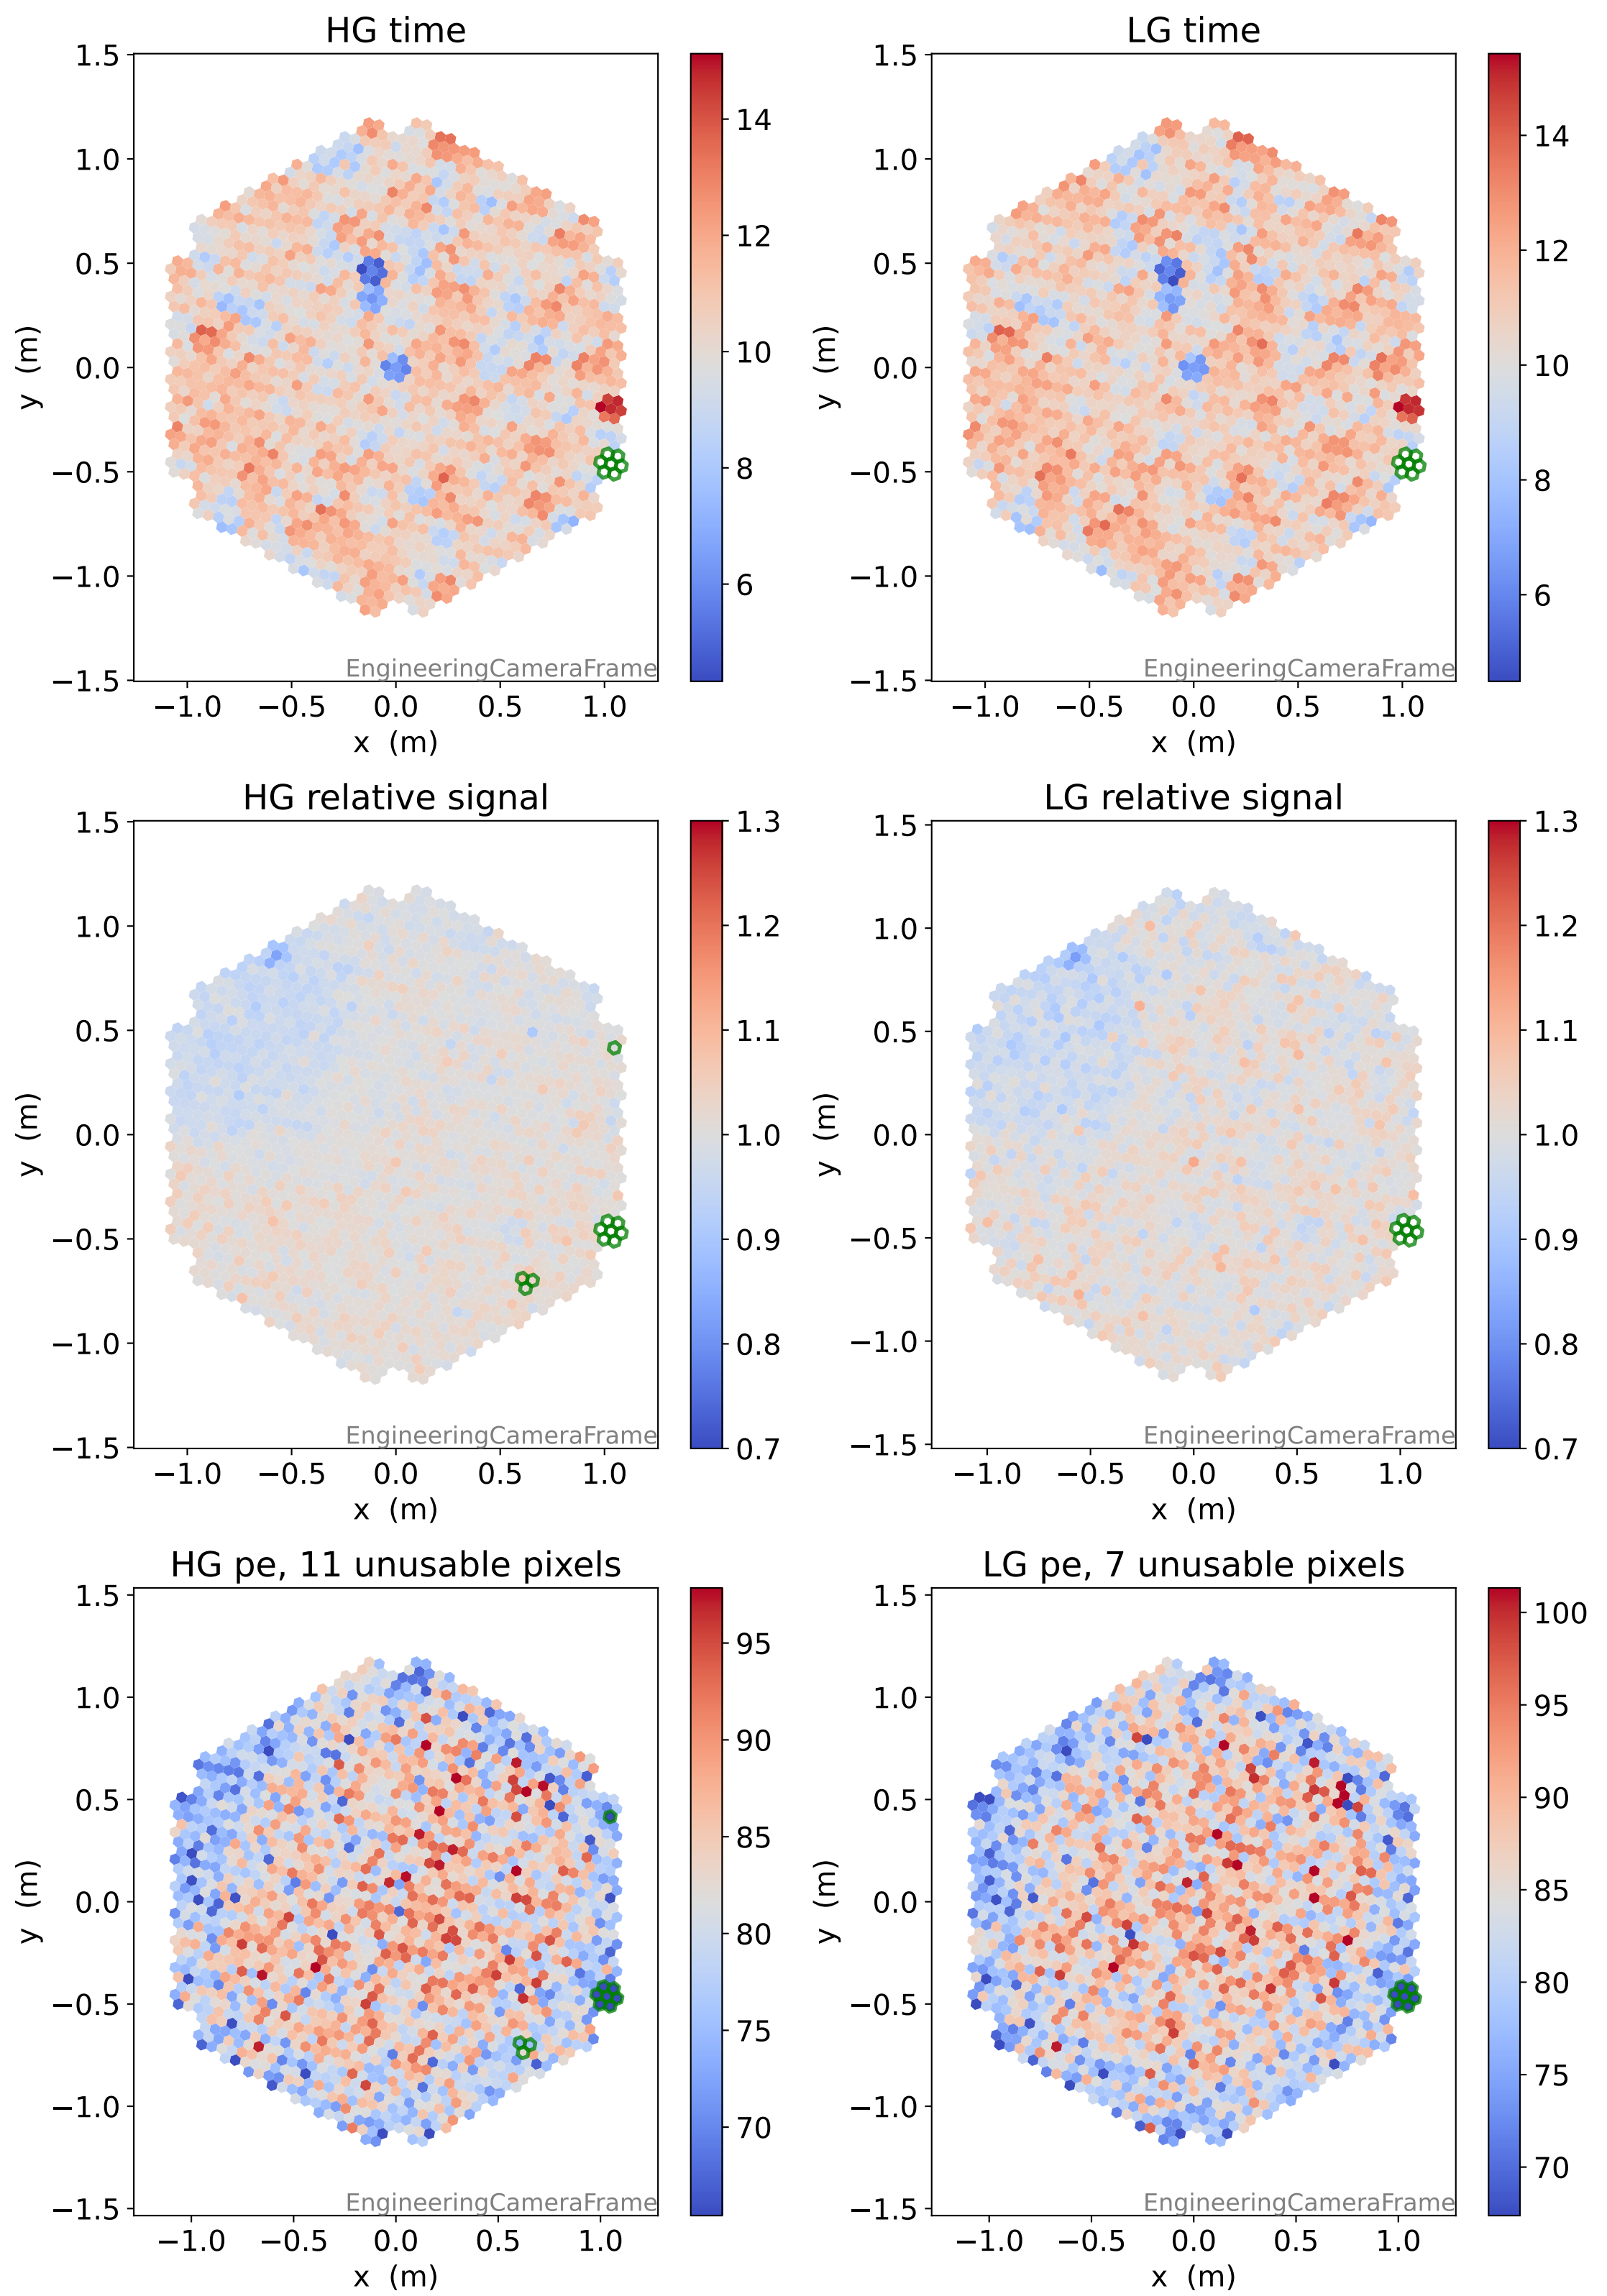 HG time
1.5
1.0
0.5
0.0
−0.5
−1.0
−1.5
y (m)
EngineeringCameraFrame
−1.0 −0.5 0.0 0.5 1.0
x (m)
14
12
10
8
6
LG time
1.5
1.0
0.5
0.0
−0.5
−1.0
−1.5
y (m)
EngineeringCameraFrame
−1.0 −0.5 0.0 0.5 1.0
x (m)
14
12
10
8
6
HG relative signal
1.5
1.0
0.5
0.0
−0.5
−1.0
−1.5
y (m)
EngineeringCameraFrame
−1.0 −0.5 0.0 0.5 1.0
x (m)
1.3
1.2
1.1
1.0
0.9
0.8
0.7
LG relative signal
1.5
1.0
0.5
0.0
−0.5
−1.0
−1.5
y (m)
EngineeringCameraFrame
−1.0 −0.5 0.0 0.5 1.0
x (m)
1.3
1.2
1.1
1.0
0.9
0.8
0.7
HG pe, 11 unusable pixels
1.5
1.0
0.5
0.0
−0.5
−1.0
−1.5
y (m)
EngineeringCameraFrame
−1.0 −0.5 0.0 0.5 1.0
x (m)
95
90
85
80
75
70
LG pe, 7 unusable pixels
1.5
1.0
0.5
0.0
−0.5
−1.0
−1.5
y (m)
EngineeringCameraFrame
−1.0 −0.5 0.0 0.5 1.0
x (m)
100
95
90
85
80
75
70